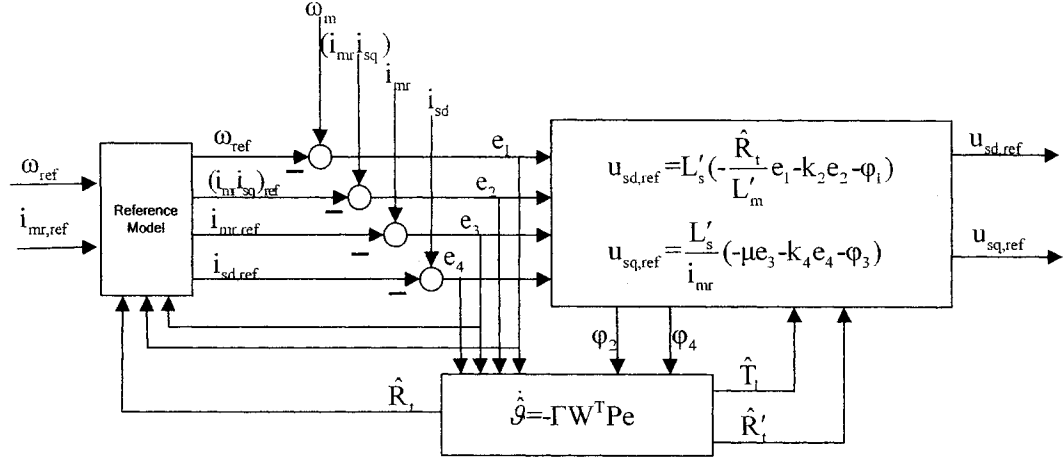 ω_m
(i_mr i_sq)
i_mr
i_sd
ω_ref
i_mr,ref
Reference
Model
ω_ref
(i_mr i_sq)_ref
i_mr,ref
i_sd,ref
e_1
e_2
e_3
e_4
u_sd,ref = L'_s(-R̂_t/L'_m e_1-k_2e_2-φ_i)
u_sq,ref = L'_s/i_mr (-μe_3-k_4e_4-φ_3)
u_sd,ref
u_sq,ref
φ_2
φ_4
R̂_t
ϑ̂̇=-ΓW^TPe
T̂_l
R̂'_t